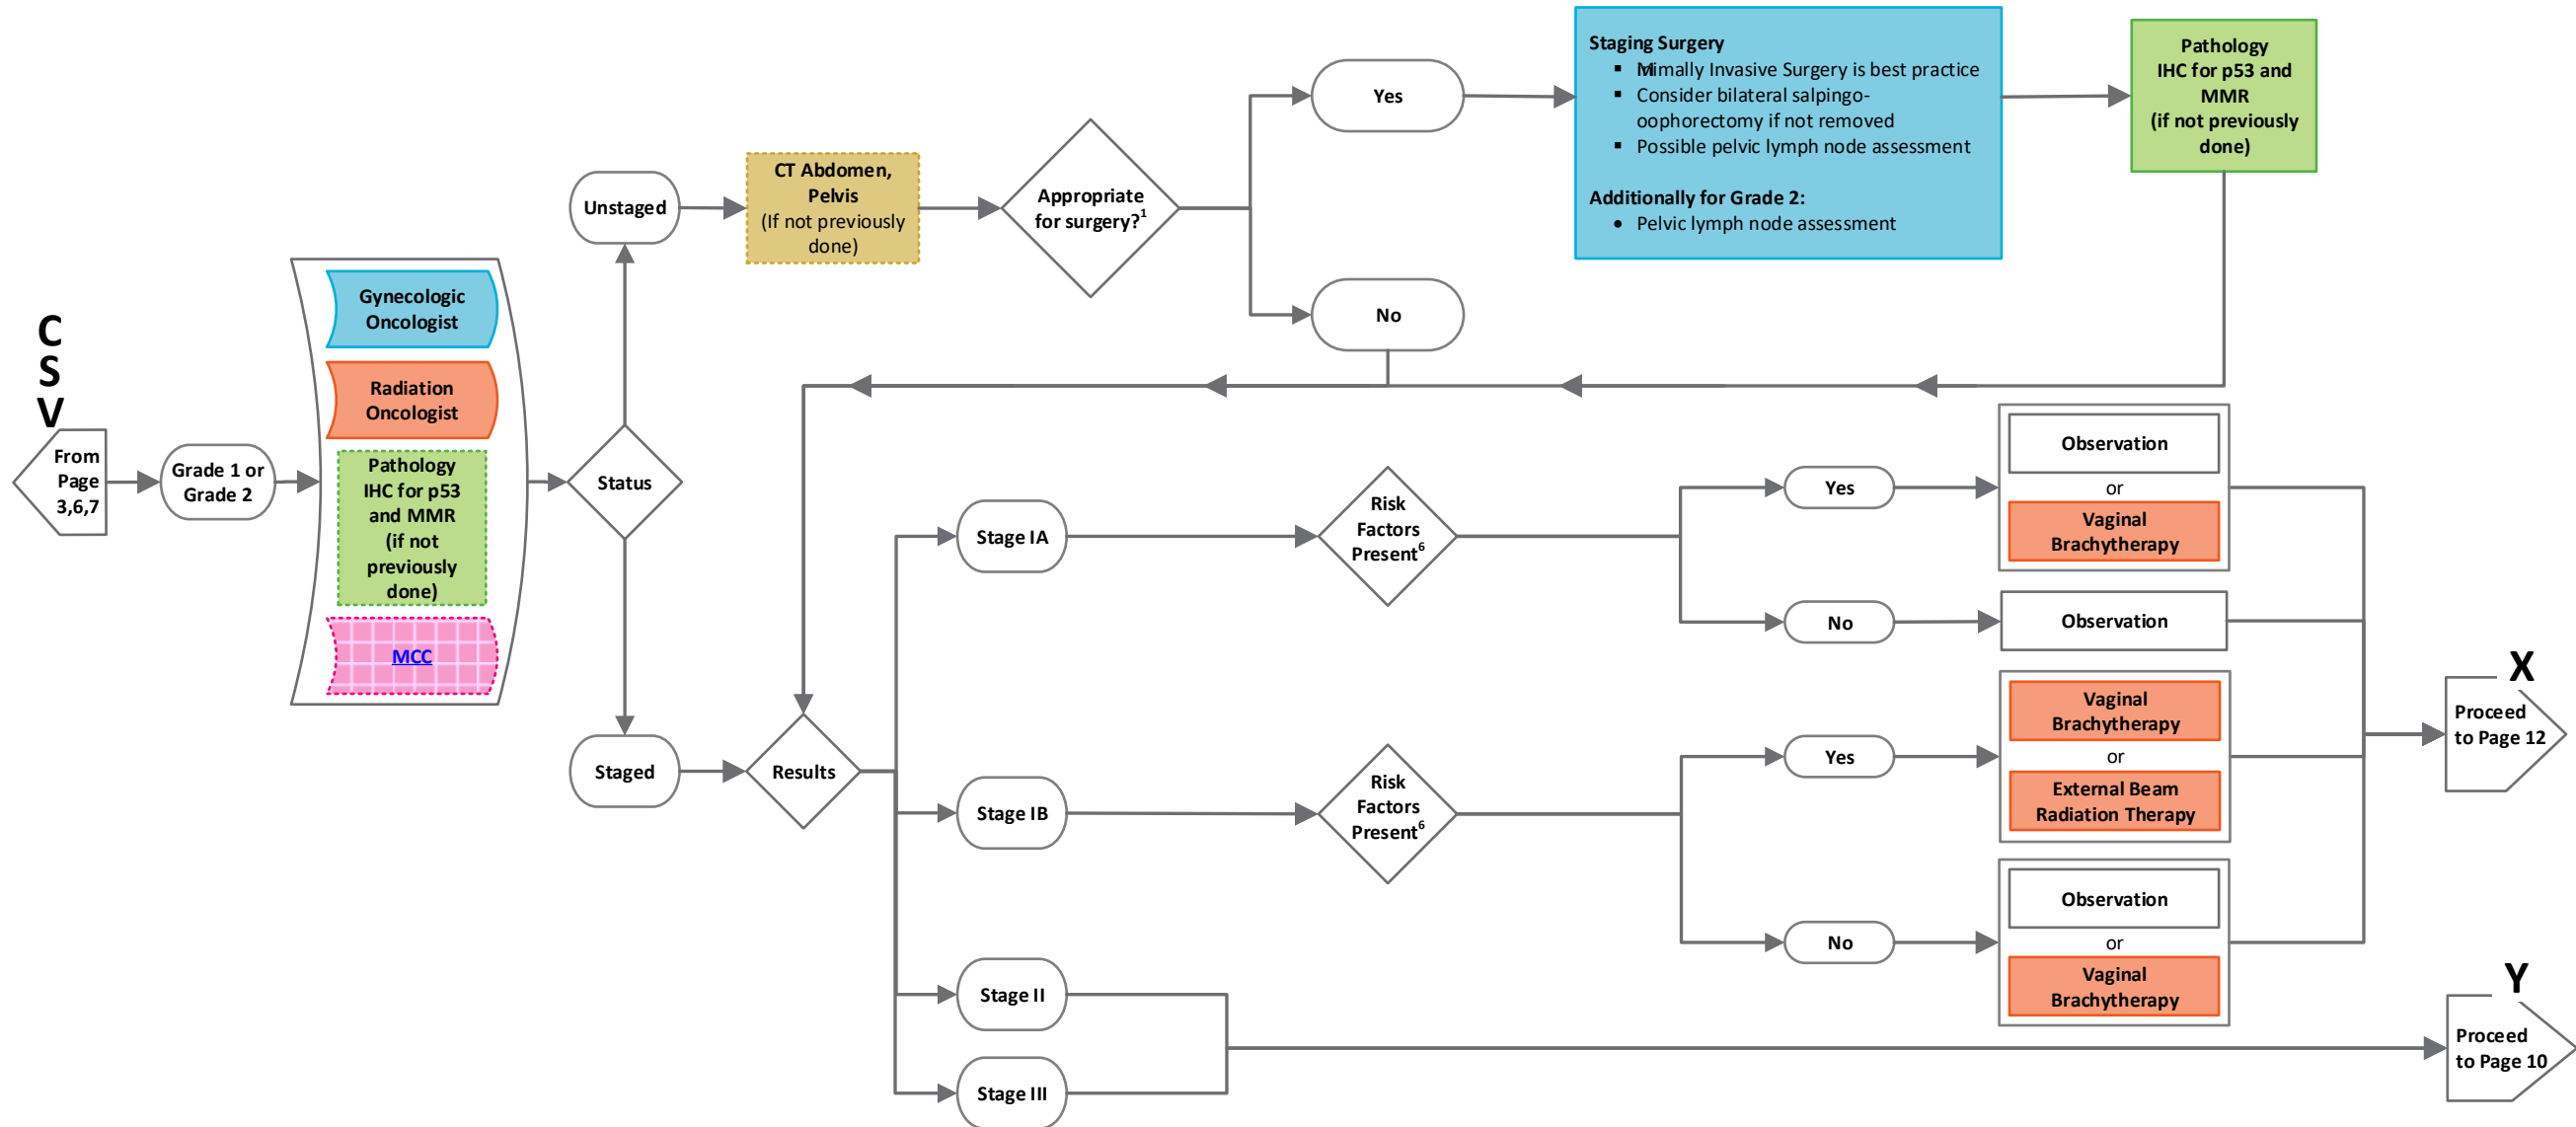 C
S
V
From
Page
3,6,7
Grade 1 or
Grade 2
Gynecologic
Oncologist
Radiation
Oncologist
Pathology
IHC for p53
and MMR
(if not
previously
done)
MCC
Status
Unstaged
CT Abdomen,
Pelvis
(If not previously
done)
Appropriate
for surgery?1
Yes
No
Staging Surgery
▪ Mimally Invasive Surgery is best practice
▪ Consider bilateral salpingo-
oophorectomy if not removed
▪ Possible pelvic lymph node assessment
Additionally for Grade 2:
• Pelvic lymph node assessment
Pathology
IHC for p53 and
MMR
(if not previously
done)
Staged
Results
Stage IA
Risk
Factors
Present6
Yes
Observation
or
Vaginal
Brachytherapy
No
Observation
Stage IB
Risk
Factors
Present6
Yes
Vaginal
Brachytherapy
or
External Beam
Radiation Therapy
No
Observation
or
Vaginal
Brachytherapy
X
Proceed
to Page 12
Stage II
Stage III
Y
Proceed
to Page 10